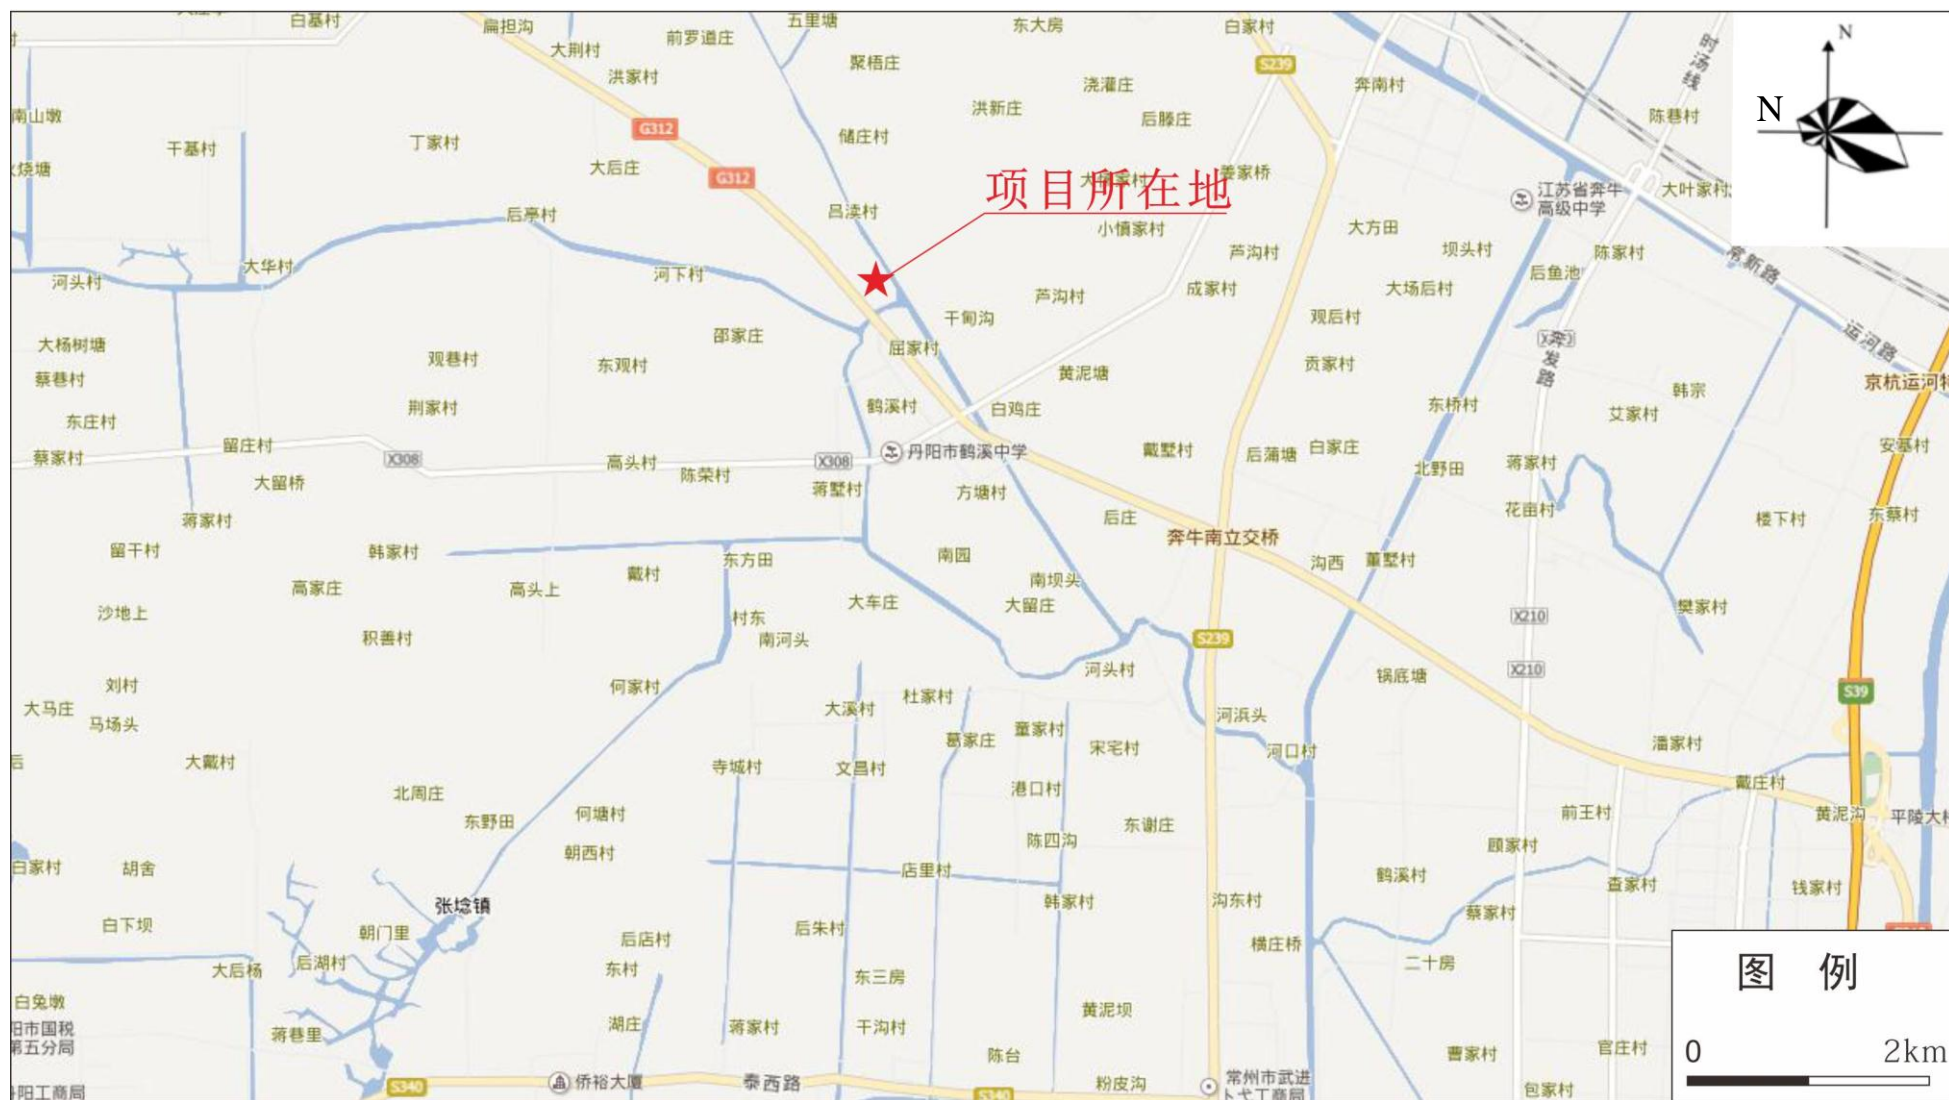 白基村
扁担沟
五里塘
东大房
白家村
大荆村
前罗道庄
时汤线
N
聚梧庄
S239
洪家村
浇灌庄
奔南村
南山墩
洪新庄
N
G312
后滕庄
陈巷村
丁家村
储庄村
干基村
大后庄
G312
姜家桥
项目所在地
江苏省奔牛
高级中学
大叶家村
后亭村
吕渎村
小慎家村
大方田
坝头村
芦沟村
陈家村
常新路
大华村
河下村
后鱼池
河头村
芦沟村
成家村
大场后村
干甸沟
观后村
运河路
大杨树塘
邵家庄
屈家村
奔发路
观巷村
东观村
贡家村
蔡巷村
黄泥塘
京杭运河特
韩宗
荆家村
鹤溪村
白鸡庄
东桥村
艾家村
东庄村
留庄村
丹阳市鹤溪中学
戴墅村
后蒲塘
白家庄
安基村
蔡家村
X308
高头村
X308
蒋家村
陈荣村
北野田
大留桥
蒋墅村
方塘村
花亩村
蒋家村
后庄
楼下村
东蔡村
奔牛南立交桥
留干村
韩家村
东方田
南园
沟西
董墅村
戴村
南坝头
高家庄
高头上
大车庄
大留庄
樊家村
沙地上
村东
X210
积善村
南河头
S239
河头村
X210
锅底塘
刘村
何家村
杜家村
S39
大马庄
大溪村
河浜头
马场头
童家村
葛家庄
宋宅村
河口村
潘家村
后
大戴村
寺城村
文昌村
戴庄村
北周庄
港口村
东野田
何塘村
东谢庄
前王村
黄泥沟
平陵大
朝西村
陈四沟
顾家村
白家村
胡舍
店里村
鹤溪村
查家村
钱家村
张埝镇
韩家村
沟东村
蔡家村
白下坝
朝门里
后店村
后朱村
横庄桥
大后杨
后湖村
东村
东三房
二十房
图 例
白兔墩
黄泥坝
阳市国税
第五分局
蒋巷里
湖庄
蒋家村
干沟村
陈台
曹家村
官庄村
0
2km
丹阳工商局
S340
侨裕大厦
泰西路
S340
粉皮沟
常州市武进
包家村